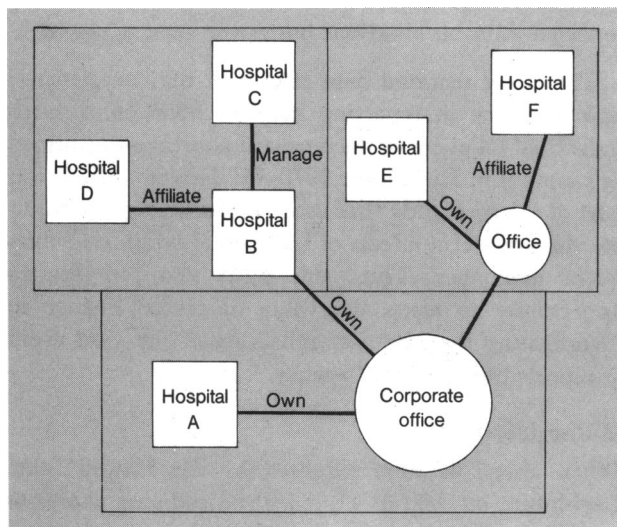 Hospital
C
Hospital
F
Hospital
E
Manage
Affiliate
Hospital
D
Affiliate
Own
Hospital
B
Office
Own
Hospital
A
Own
Corporate
office